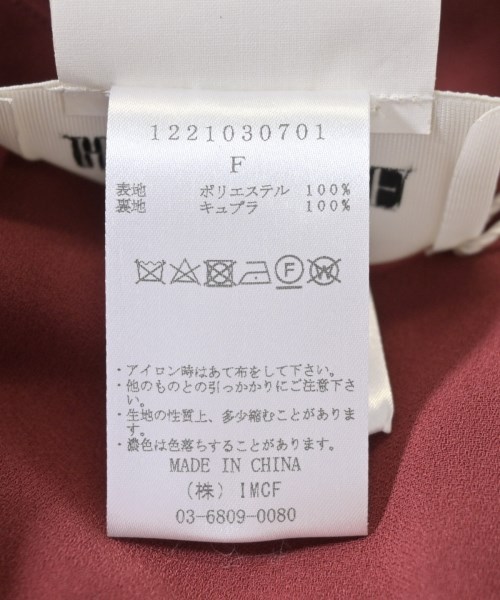 1221030701
F
表地 ポリエステル 100%
裏地 キュプラ 100%
F W
・アイロン時はあて布をして下さい。
・他のものとの引っかかりにご注意下さ
い。
・生地の性質上、多少縮むことがありま
す。
・濃色は色落ちすることがあります。
MADE IN CHINA
(株) IMCF
03-6809-0080